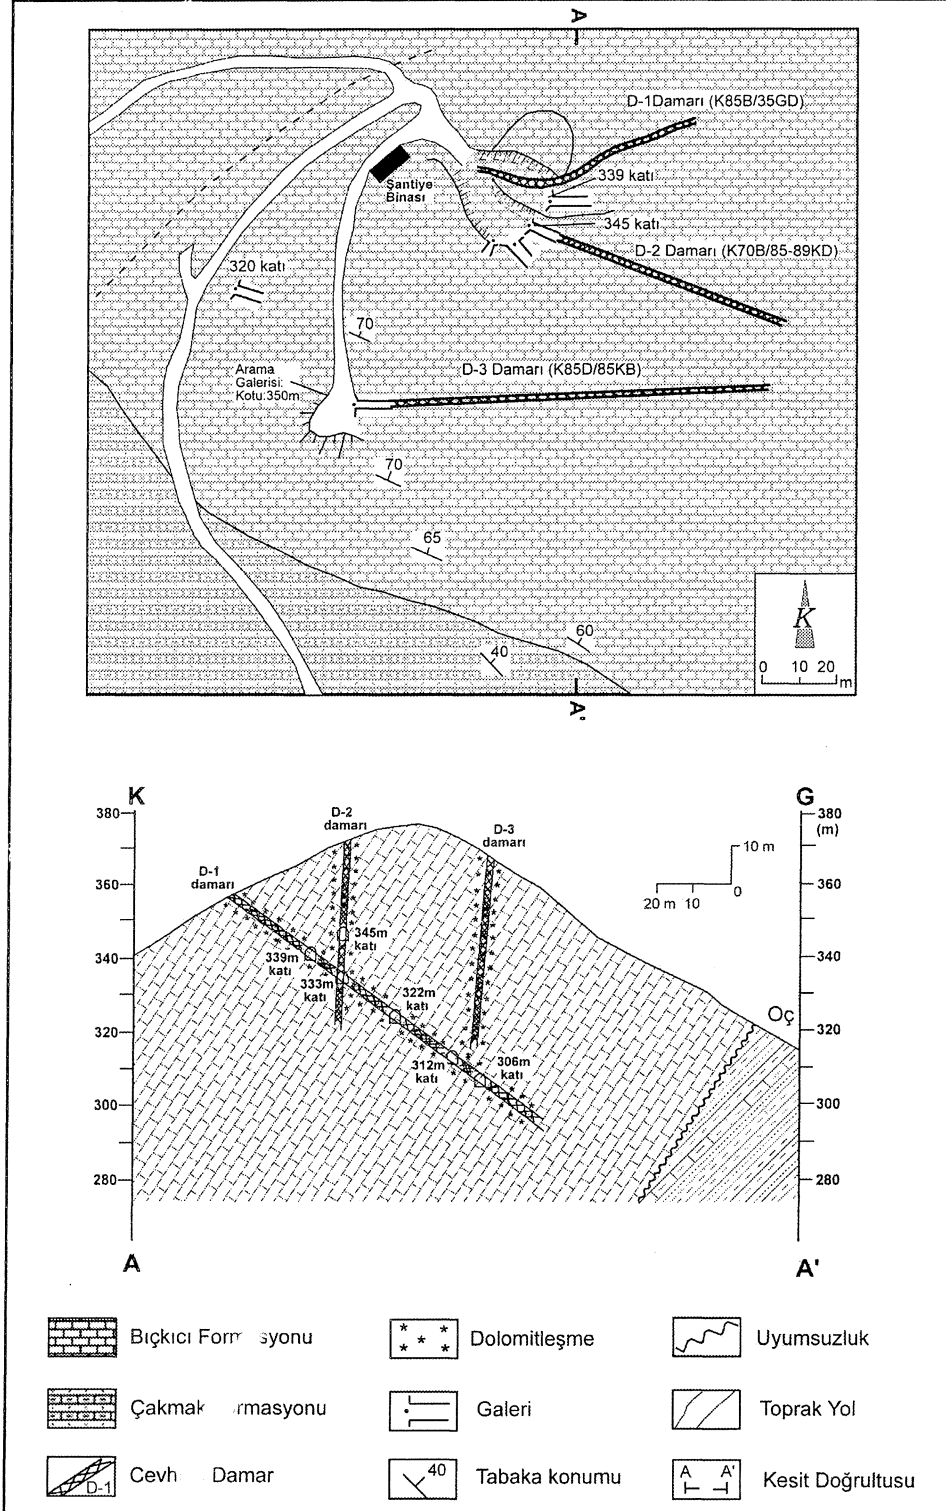 A
D-1Damarı (K85B/35GD)
339 katı
Şantiye
Binası
345 katı
D-2 Damarı (K70B/85-89KD)
320 katı
70
D-3 Damarı (K85D/85KB)
Arama
Galerisi:
Kotu:350m
70
65
60
40
K
0 10 20
m
A'
K
G
380
380
(m)
D-2
damarı
D-3
damarı
10 m
D-1
damarı
360
360
20 m 10 0
345m
katı
339m
katı
340
340
333m
katı
322m
katı
Oç
320
320
312m
katı
306m
katı
300
300
280
280
A
A'
Bıçkıcı Form syonu
Dolomitleşme
Uyumsuzluk
Çakmak rmasyonu
Galeri
Toprak Yol
D-1
Cevh Damar
40
Tabaka konumu
A A'
Kesit Doğrultusu